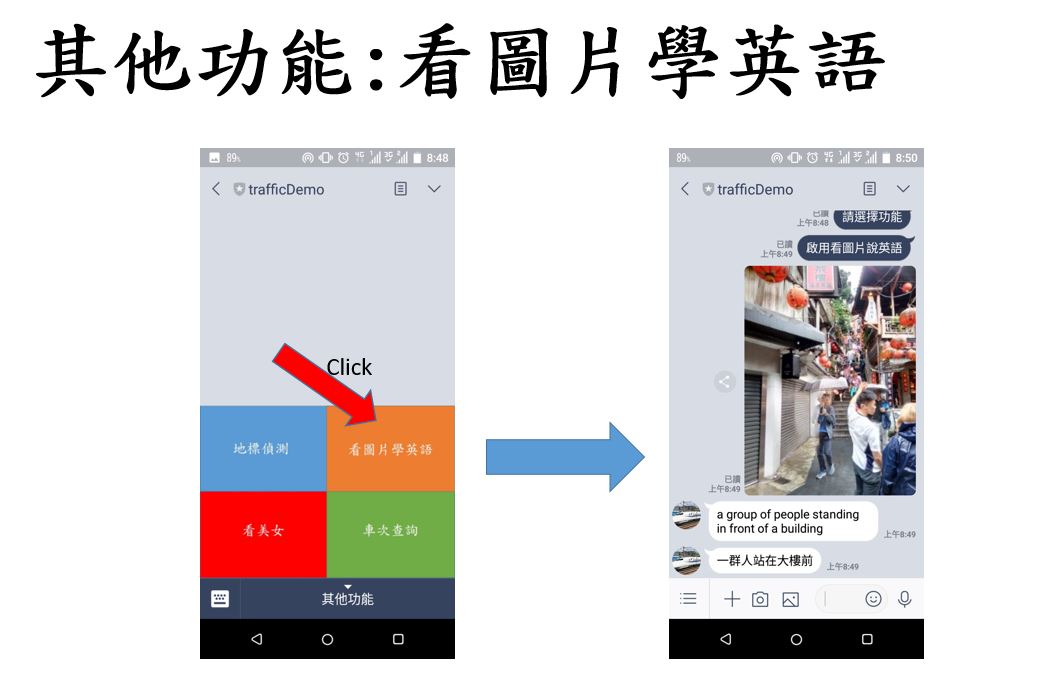 其他功能:看圖片學英語
89%
8:48
trafficDemo
Click
地標偵測
看圖片學英語
看美女
車次查詢
其他功能
89%
8:50
trafficDemo
已讀
上午8:48
請選擇功能
已讀
上午8:49
啟用看圖片說英語
已讀
上午8:49
a group of people standing
in front of a building
上午8:49
一群人站在大樓前
上午8:49